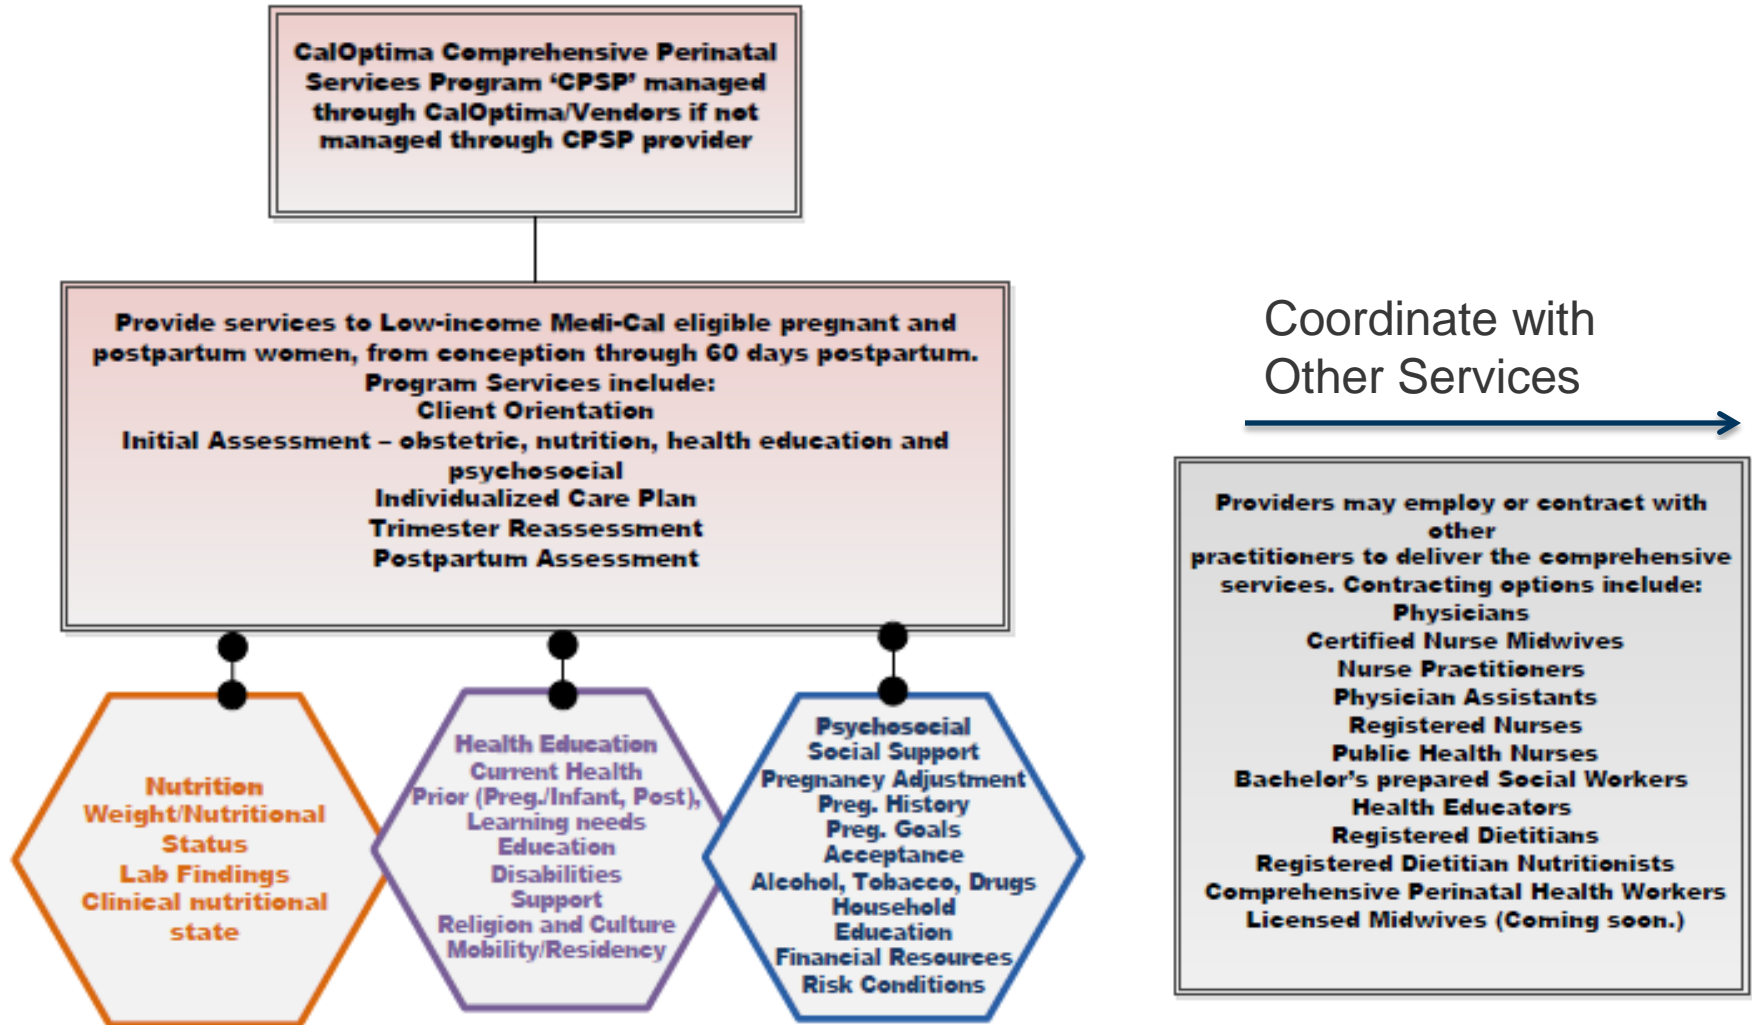 CalOptima Comprehensive Perinatal
Services Program ‘CPSP’ managed
through CalOptima/Vendors if not
managed through CPSP provider
Provide services to Low-income Medi-Cal eligible pregnant and
postpartum women, from conception through 60 days postpartum.
Program Services include:
Client Orientation
Initial Assessment – obstetric, nutrition, health education and
psychosocial
Individualized Care Plan
Trimester Reassessment
Postpartum Assessment
Nutrition
Weight/Nutritional
Status
Lab Findings
Clinical nutritional
state
Health Education
Current Health
Prior (Preg./Infant, Post),
Learning needs
Education
Disabilities
Support
Religion and Culture
Mobility/Residency
Psychosocial
Social Support
Pregnancy Adjustment
Preg. History
Preg. Goals
Acceptance
Alcohol, Tobacco, Drugs
Household
Education
Financial Resources
Risk Conditions
Coordinate with
Other Services
Providers may employ or contract with
other
practitioners to deliver the comprehensive
services. Contracting options include:
Physicians
Certified Nurse Midwives
Nurse Practitioners
Physician Assistants
Registered Nurses
Public Health Nurses
Bachelor’s prepared Social Workers
Health Educators
Registered Dietitians
Registered Dietitian Nutritionists
Comprehensive Perinatal Health Workers
Licensed Midwives (Coming soon.)